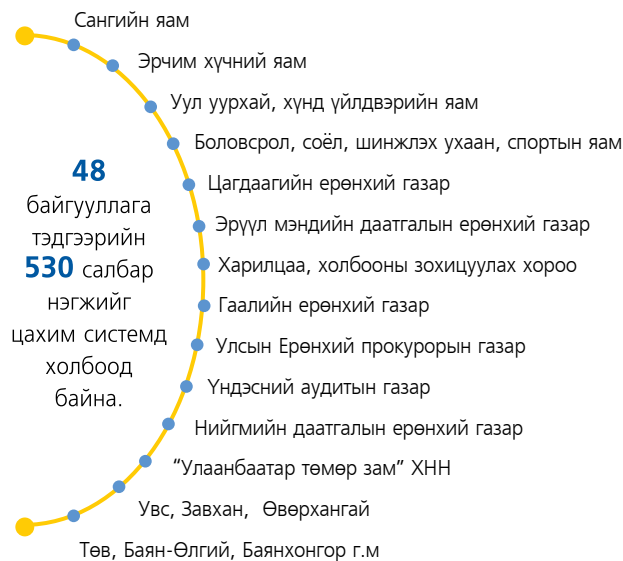 Сангийн яам
Эрчим хүчний яам
Уул уурхай, хүнд үйлдвэрийн яам
Боловсрол, соёл, шинжлэх ухаан, спортын яам
Цагдаагийн ерөнхий газар
Эрүүл мэндийн даатгалын ерөнхий газар
Харилцаа, холбооны зохицуулах хороо
Гаалийн ерөнхий газар
Улсын Ерөнхий прокурорын газар
Үндэсний аудитын газар
Нийгмийн даатгалын ерөнхий газар
“Улаанбаатар төмөр зам” ХНН
Увс, Завхан, Өвөрхангай
Төв, Баян-Өлгий, Баянхонгор г.м
48
байгууллага
тэдгээрийн
530 салбар
нэгжийг
цахим системд
холбоод
байна.